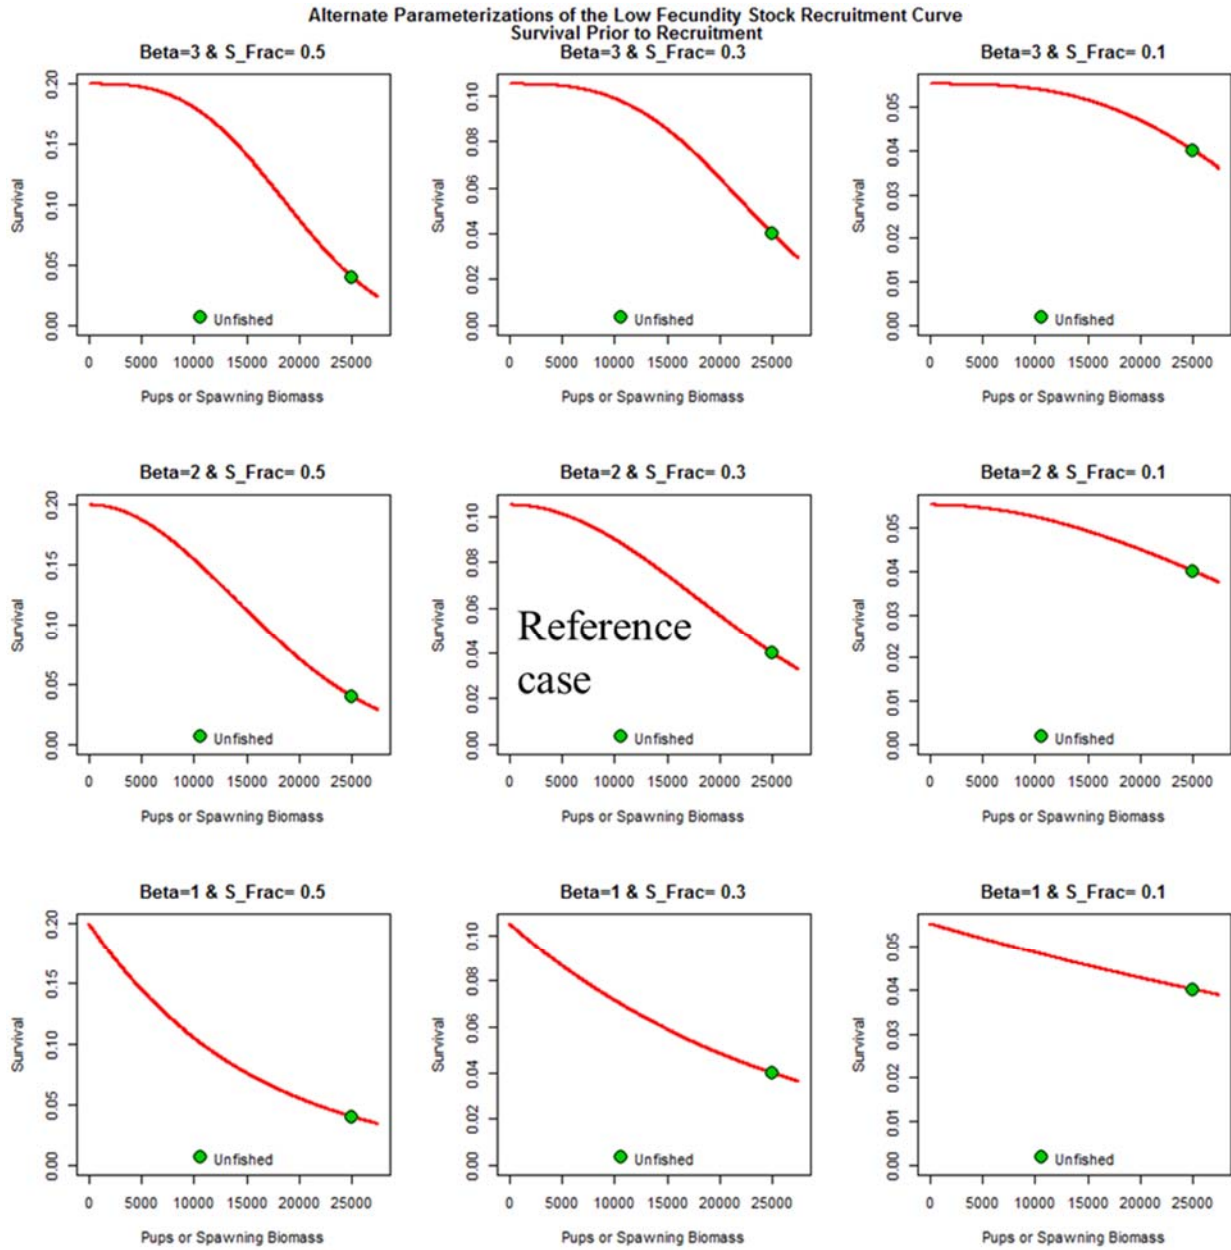 Alternate Parameterizations of the Low Fecundity Stock Recruitment Curve
Survival Prior to Recruitment
Beta=3 & S_Frac= 0.5
Survival
0.00 0.05 0.10 0.15 0.20
Unfished
0 5000 10000 15000 20000 25000
Pups or Spawning Biomass
Beta=3 & S_Frac= 0.3
Survival
0.00 0.02 0.04 0.06 0.08 0.10
Unfished
0 5000 10000 15000 20000 25000
Pups or Spawning Biomass
Beta=3 & S_Frac= 0.1
Survival
0.00 0.01 0.02 0.03 0.04 0.05
Unfished
0 5000 10000 15000 20000 25000
Pups or Spawning Biomass
Beta=2 & S_Frac= 0.5
Survival
0.00 0.05 0.10 0.15 0.20
Unfished
0 5000 10000 15000 20000 25000
Pups or Spawning Biomass
Beta=2 & S_Frac= 0.3
Survival
0.00 0.02 0.04 0.06 0.08 0.10
Reference
case
Unfished
0 5000 10000 15000 20000 25000
Pups or Spawning Biomass
Beta=2 & S_Frac= 0.1
Survival
0.00 0.01 0.02 0.03 0.04 0.05
Unfished
0 5000 10000 15000 20000 25000
Pups or Spawning Biomass
Beta=1 & S_Frac= 0.5
Survival
0.00 0.05 0.10 0.15 0.20
Unfished
0 5000 10000 15000 20000 25000
Pups or Spawning Biomass
Beta=1 & S_Frac= 0.3
Survival
0.00 0.02 0.04 0.06 0.08 0.10
Unfished
0 5000 10000 15000 20000 25000
Pups or Spawning Biomass
Beta=1 & S_Frac= 0.1
Survival
0.00 0.01 0.02 0.03 0.04 0.05
Unfished
0 5000 10000 15000 20000 25000
Pups or Spawning Biomass